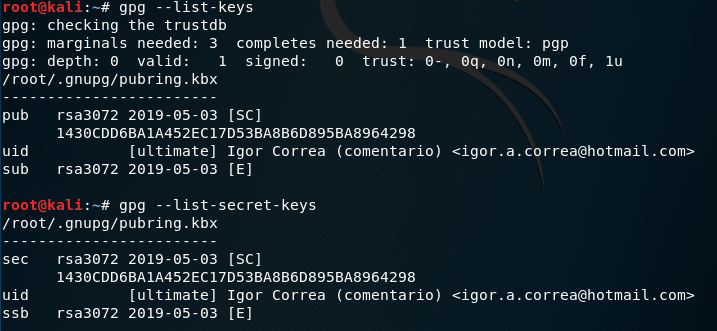 root@kali:~# gpg --list-keys
gpg: checking the trustdb
gpg: marginals needed: 3  completes needed: 1  trust model: pgp
gpg: depth: 0  valid:   1  signed:   0  trust: 0-, 0q, 0n, 0m, 0f, 1u
/root/.gnupg/pubring.kbx
------------------------
pub   rsa3072 2019-05-03 [SC]
      1430CDD6BA1A452EC17D53BA8B6D895BA8964298
uid           [ultimate] Igor Correa (comentario) <igor.a.correa@hotmail.com>
sub   rsa3072 2019-05-03 [E]

root@kali:~# gpg --list-secret-keys
/root/.gnupg/pubring.kbx
------------------------
sec   rsa3072 2019-05-03 [SC]
      1430CDD6BA1A452EC17D53BA8B6D895BA8964298
uid           [ultimate] Igor Correa (comentario) <igor.a.correa@hotmail.com>
ssb   rsa3072 2019-05-03 [E]